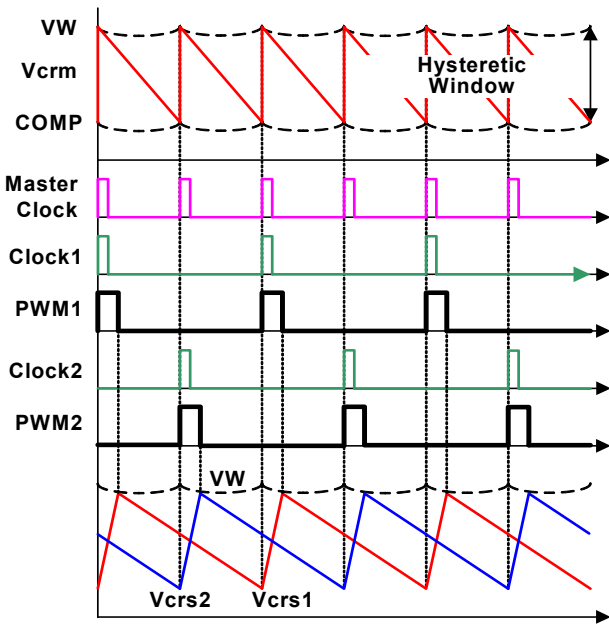 VW
Vcrm
Hysteretic
Window
COMP
Master
Clock
Clock1
PWM1
Clock2
PWM2
VW
Vcrs2
Vcrs1